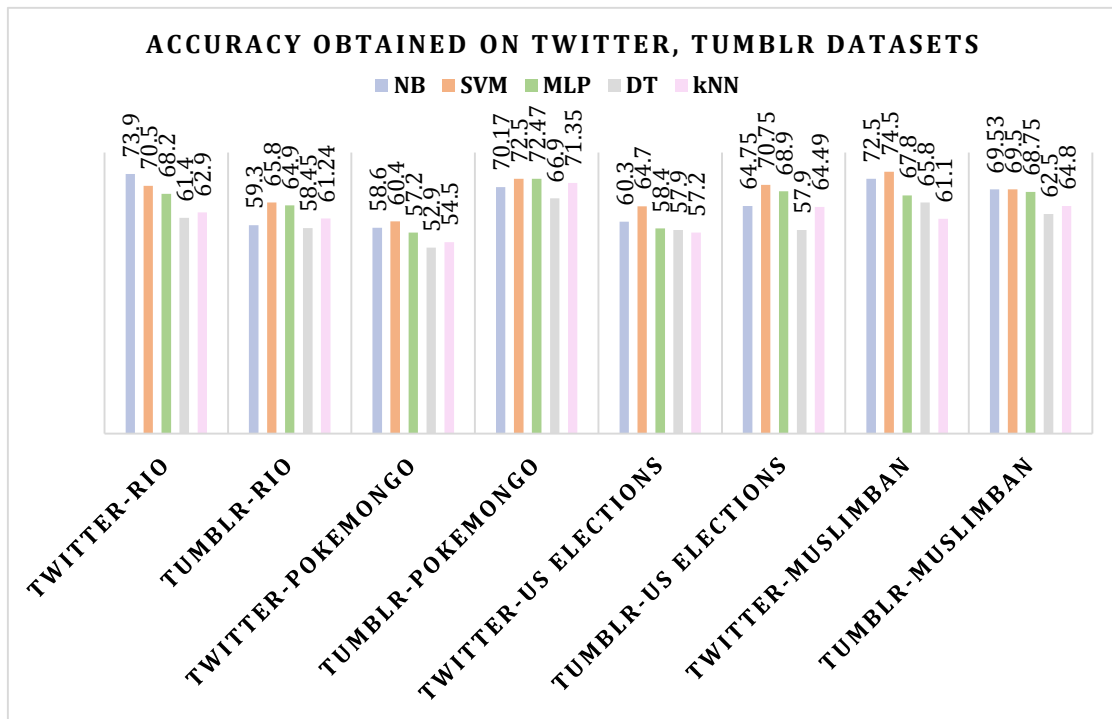 ACCURACY OBTAINED ON TWITTER, TUMBLR DATASETS
NB SVM MLP DT kNN
73.9 70.5 68.2 61.4 62.9
59.3 65.8 64.9 58.45 61.24
58.6 60.4 57.2 52.9 54.5
70.17 72.5 72.47 66.9 71.35
60.3 64.7 58.4 57.9 57.2
64.75 70.75 68.9 57.9 64.49
72.5 74.5 67.8 65.8 61.1
69.53 69.5 68.75 62.5 64.8
TWITTER-RIO
TUMBLR-RIO
TWITTER-POKEMONGO
TUMBLR-POKEMONGO
TWITTER-US ELECTIONS
TUMBLR-US ELECTIONS
TWITTER-MUSLIMBAN
TUMBLR-MUSLIMBAN